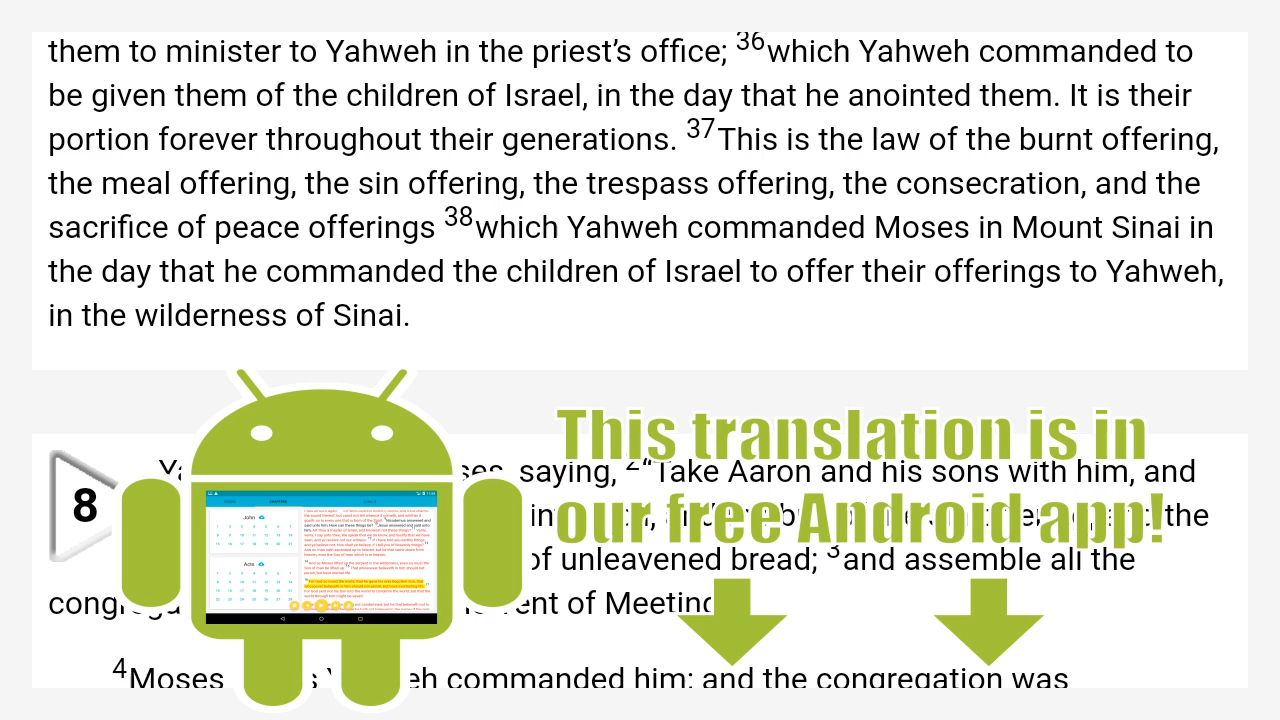 them to minister to Yahweh in the priest’s office; 36which Yahweh commanded to
be given them of the children of Israel, in the day that he anointed them. It is their
portion forever throughout their generations. 37This is the law of the burnt offering,
the meal offering, the sin offering, the trespass offering, the consecration, and the
sacrifice of peace offerings 38which Yahweh commanded Moses in Mount Sinai in
the day that he commanded the children of Israel to offer their offerings to Yahweh,
in the wilderness of Sinai.
This translation is in
our free Android app!
8
saying, 2“Take Aaron and his sons with him, and
the
of unleavened bread; 3and assemble all the
of Meeting
4Moses commanded him; and the congregation was
John
Acts